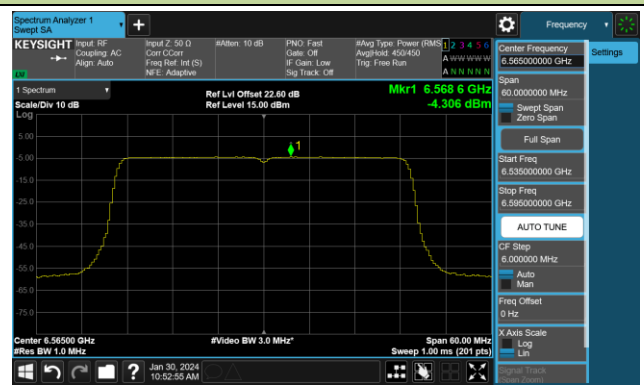 Spectrum Analyzer 1
Swept SA
Frequency
KEYSIGHT
Input: RF
Coupling: AC
Align: Auto
Input Z: 50 Ω
Corr CCorr
Freq Ref: Int (S)
NFE: Adaptive
#Atten: 10 dB
PNO: Fast
Gate: Off
IF Gain: Low
Sig Track: Off
#Avg Type: Power (RMS
Avg|Hold: 450/450
Trig: Free Run
1 2 3 4 5 6
A W W W W W
A N N N N N
1 Spectrum
Scale/Div 10 dB
Log
Ref Lvl Offset 22.60 dB
Ref Level 15.00 dBm
Mkr1 6.568 6 GHz
-4.306 dBm
1
5.00
-5.00
-15.0
-25.0
-35.0
-45.0
-55.0
-65.0
-75.0
Center 6.56500 GHz
#Res BW 1.0 MHz
#Video BW 3.0 MHz*
Span 60.00 MHz
Sweep 1.00 ms (201 pts)
Center Frequency
6.565000000 GHz
Settings
Span
60.0000000 MHz
Swept Span
Zero Span
Full Span
Start Freq
6.535000000 GHz
Stop Freq
6.595000000 GHz
AUTO TUNE
CF Step
6.000000 MHz
Auto
Man
Freq Offset
0 Hz
X Axis Scale
Log
Lin
Signal Track
(Span Zoom)
Jan 30, 2024
10:52:55 AM